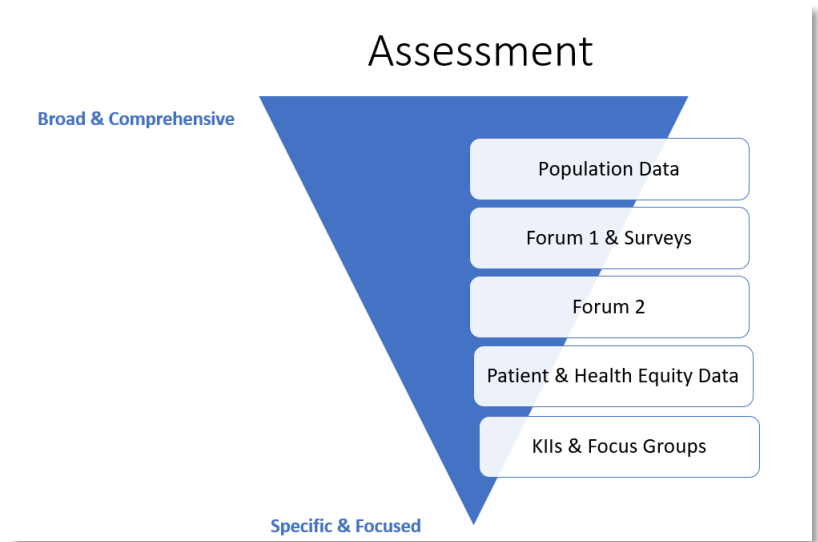 Assessment
Broad & Comprehensive
Population Data
Forum 1 & Surveys
Forum 2
Patient & Health Equity Data
KIIs & Focus Groups
Specific & Focused